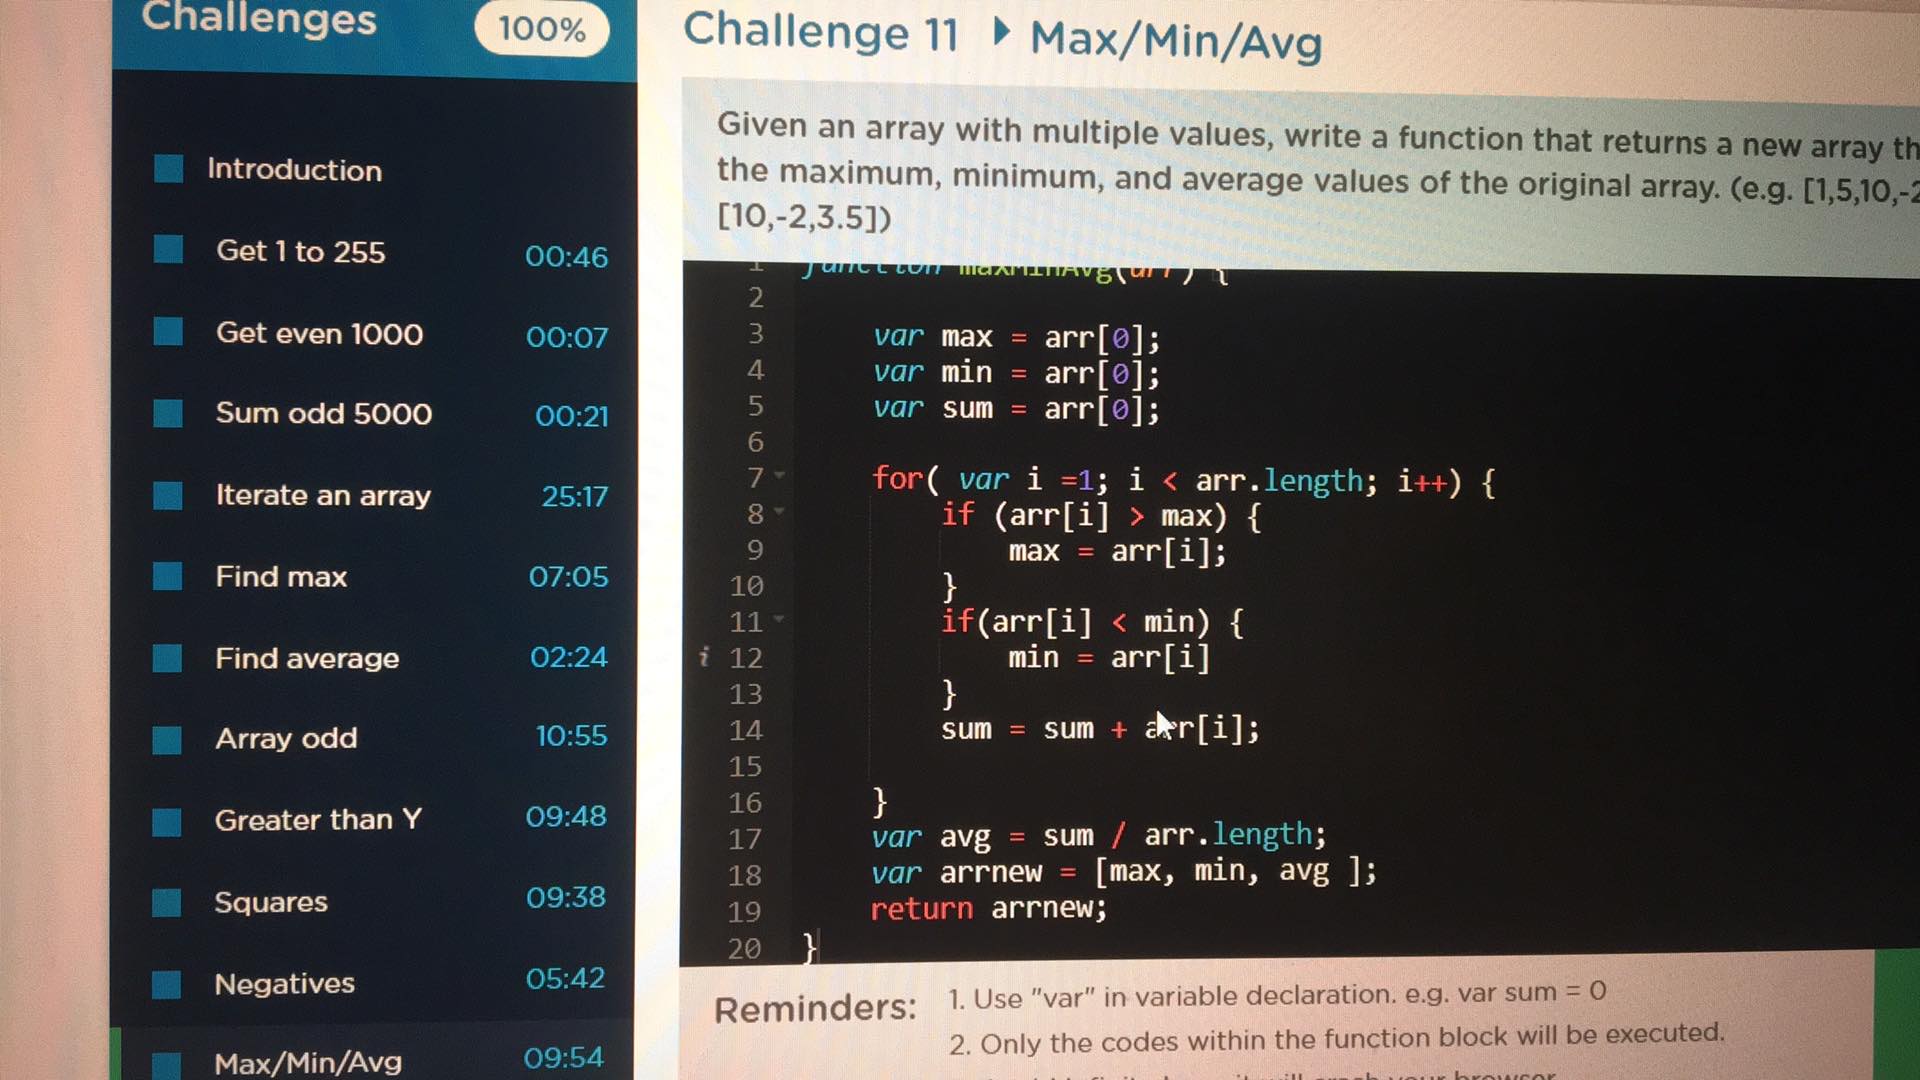 Challenges
100%
Introduction
Get 1 to 255 00:46
Get even 1000 00:07
Sum odd 5000 00:21
Iterate an array 25:17
Find max 07:05
Find average 02:24
Array odd 10:55
Greater than Y 09:48
Squares 09:38
Negatives 05:42
Max/Min/Avg 09:54
Challenge 11 ▸ Max/Min/Avg
Given an array with multiple values, write a function that returns a new array
the maximum, minimum, and average values of the original array. (e.g. [1,5,10,-2
[10,-2,3.5])
1 function maxMinAvg(arr) {
2
3 var max = arr[0];
4 var min = arr[0];
5 var sum = arr[0];
6
7 for( var i =1; i < arr.length; i++) {
8 if (arr[i] > max) {
9 max = arr[i];
10 }
11 if(arr[i] < min) {
i 12 min = arr[i]
13 }
14 sum = sum + arr[i];
15
16 }
17 var avg = sum / arr.length;
18 var arrnew = [max, min, avg ];
19 return arrnew;
20 }
Reminders:
1. Use "var" in variable declaration. e.g. var sum = 0
2. Only the codes within the function block will be executed.